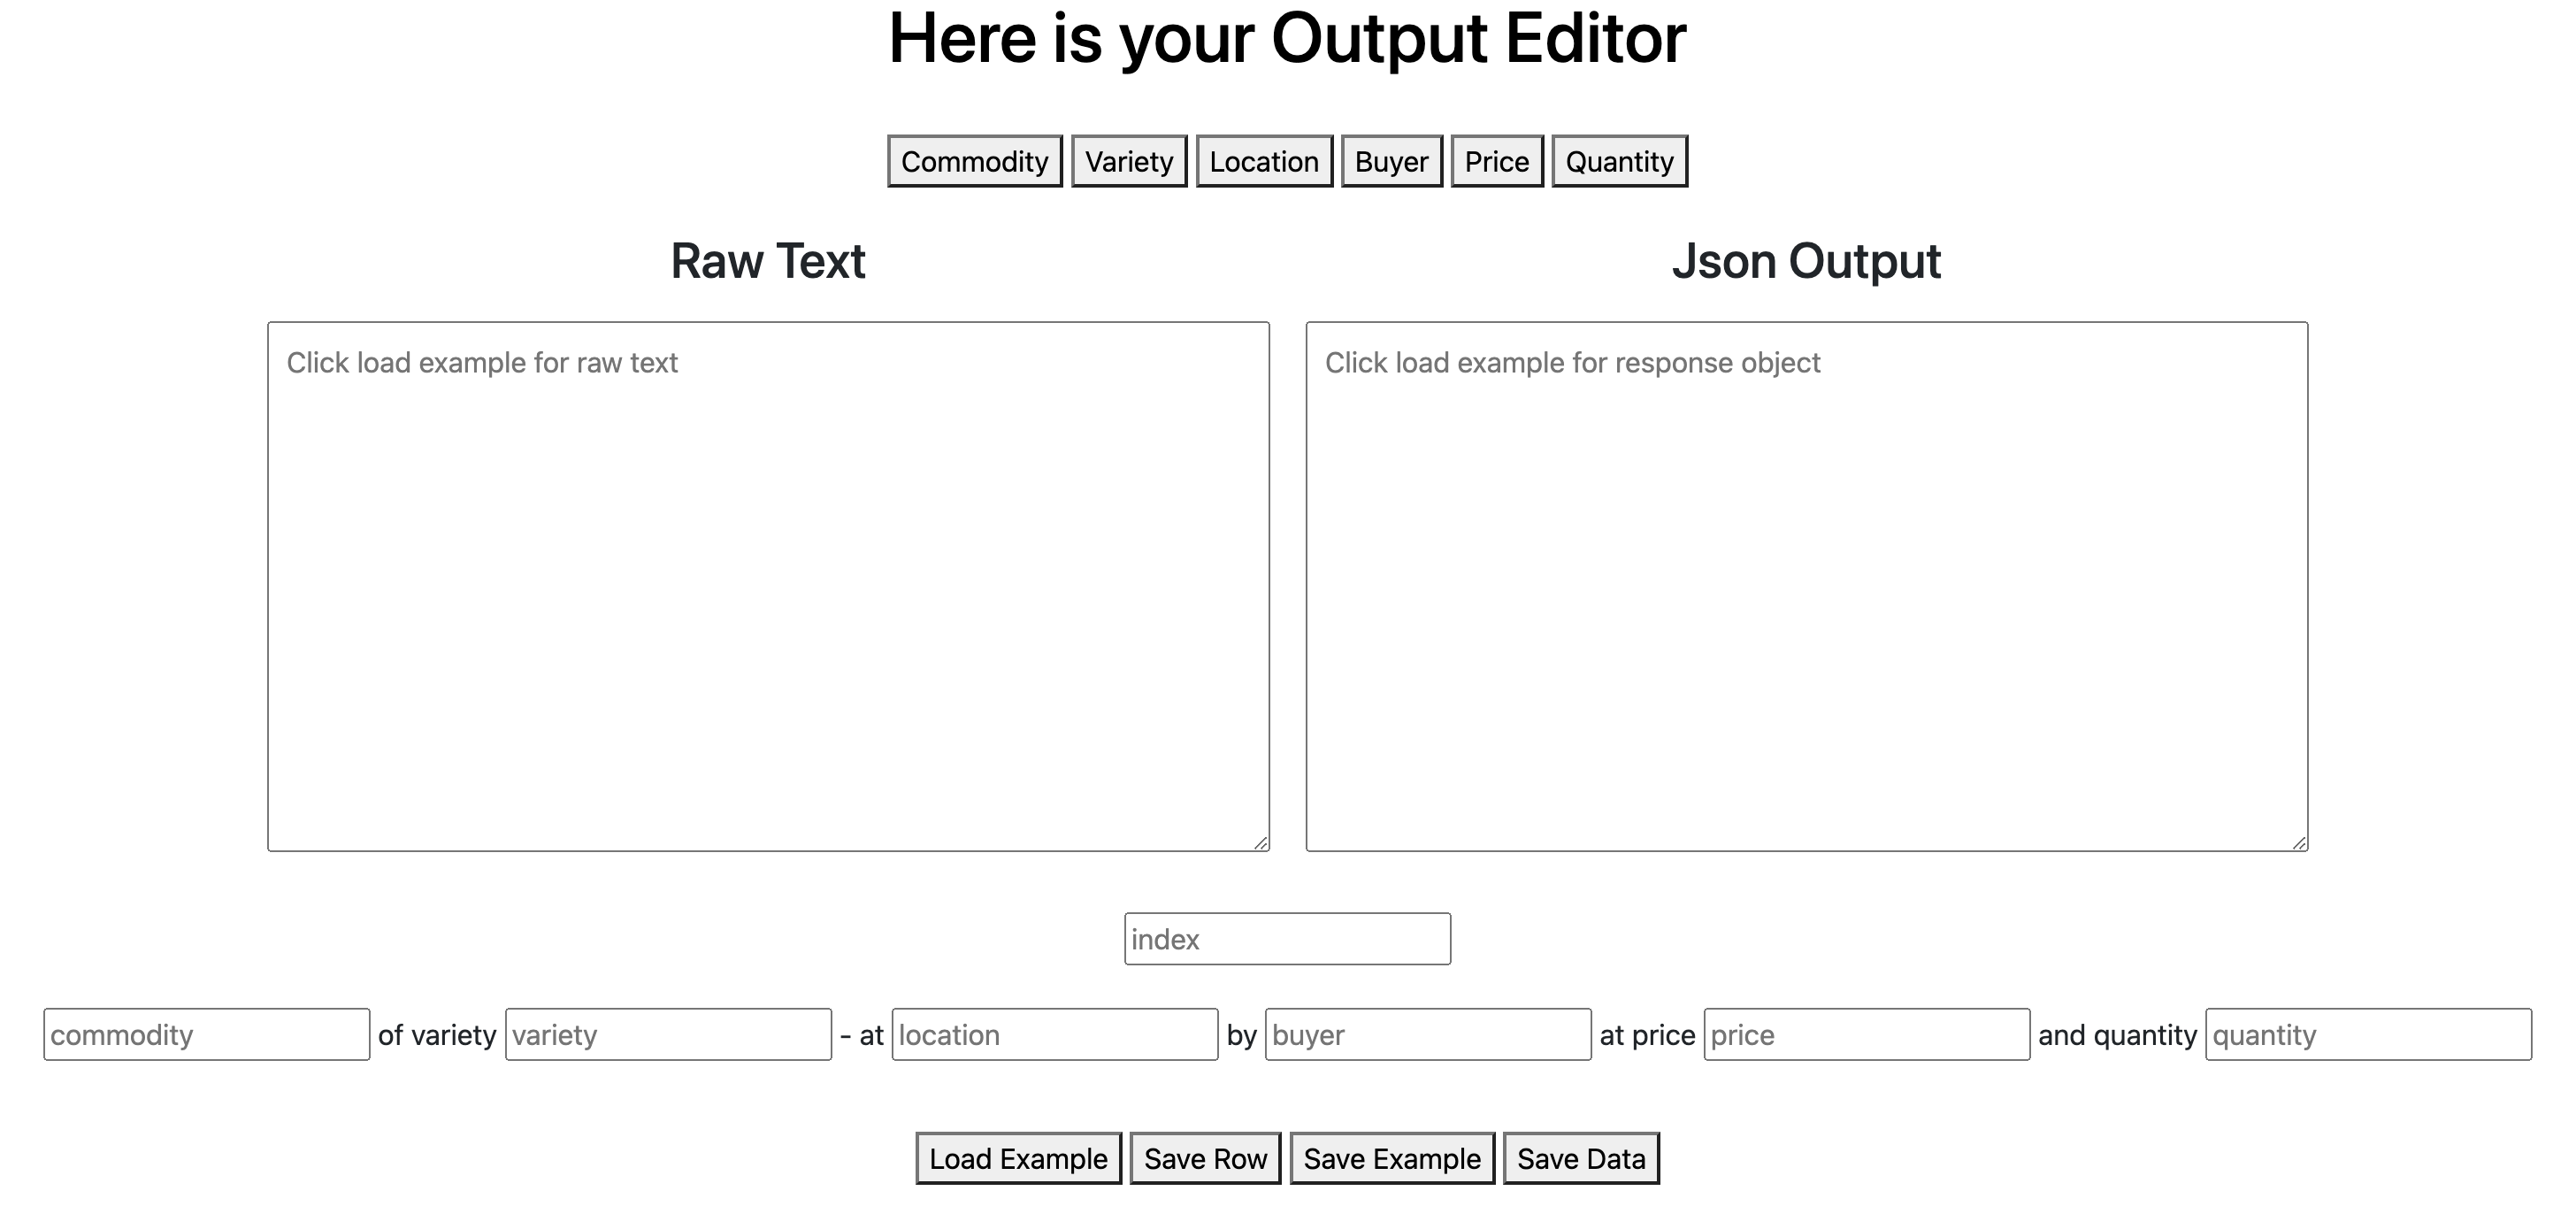 Here is your Output Editor
Commodity Variety Location Buyer Price Quantity
Raw Text
Json Output
Click load example for raw text
Click load example for response object
index
commodity of variety variety - at location by buyer at price price and quantity quantity
Load Example Save Row Save Example Save Data